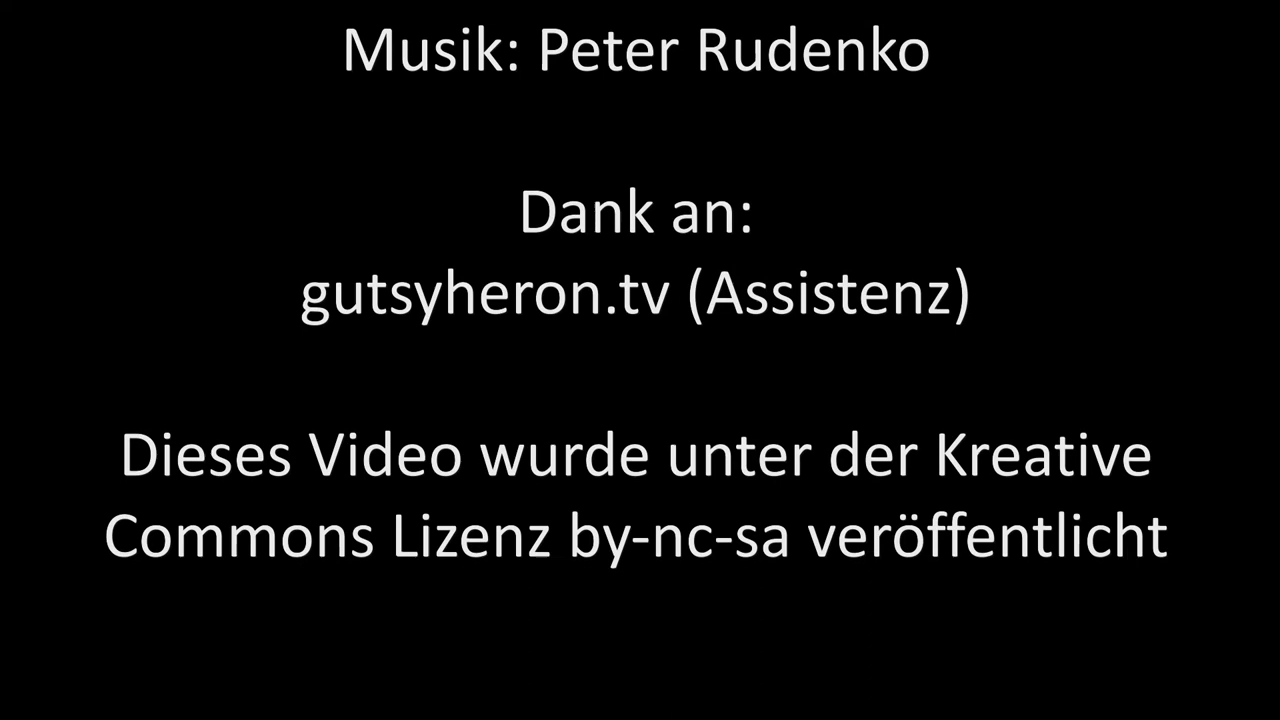 Musik: Peter Rudenko
Dank an:
gutsyheron.tv (Assistenz)
Dieses Video wurde unter der Kreative
Commons Lizenz by-nc-sa veröffentlicht